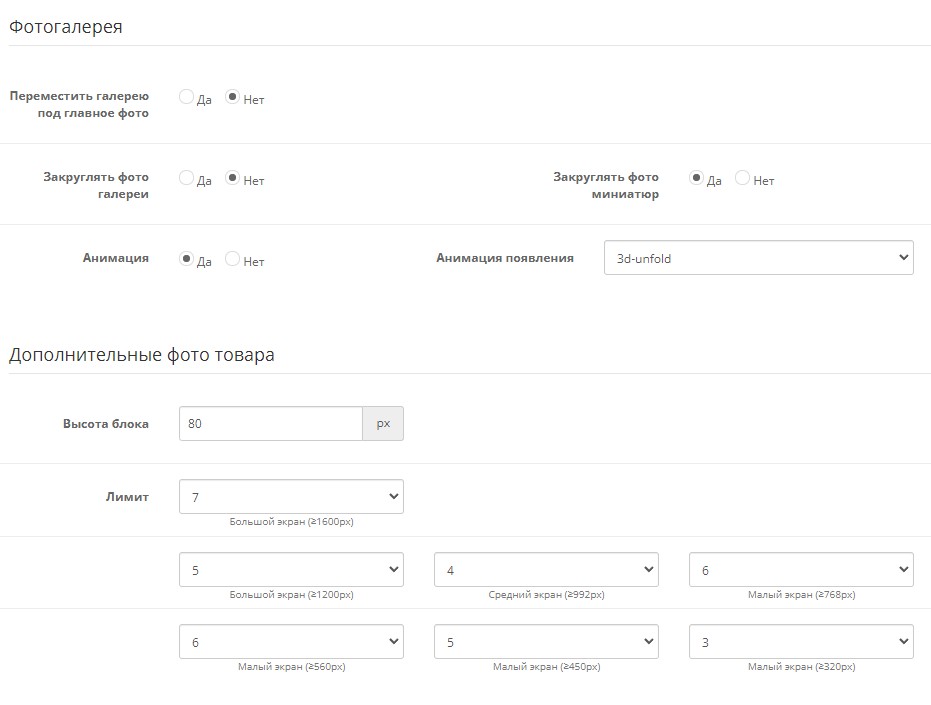 Фотогалерея
Переместить галерею
под главное фото
Да Нет
Закруглять фото
галереи
Да Нет
Закруглять фото
миниатюр
Да Нет
Анимация
Да Нет
Анимация появления
3d-unfold
Дополнительные фото товара
Высота блока
80 px
Лимит
7
Большой экран (≥1600px)
5 4 6
Большой экран (≥1200px) Средний экран (≥992px) Малый экран (≥768px)
6 5 3
Малый экран (≥560px) Малый экран (≥450px) Малый экран (≥320px)